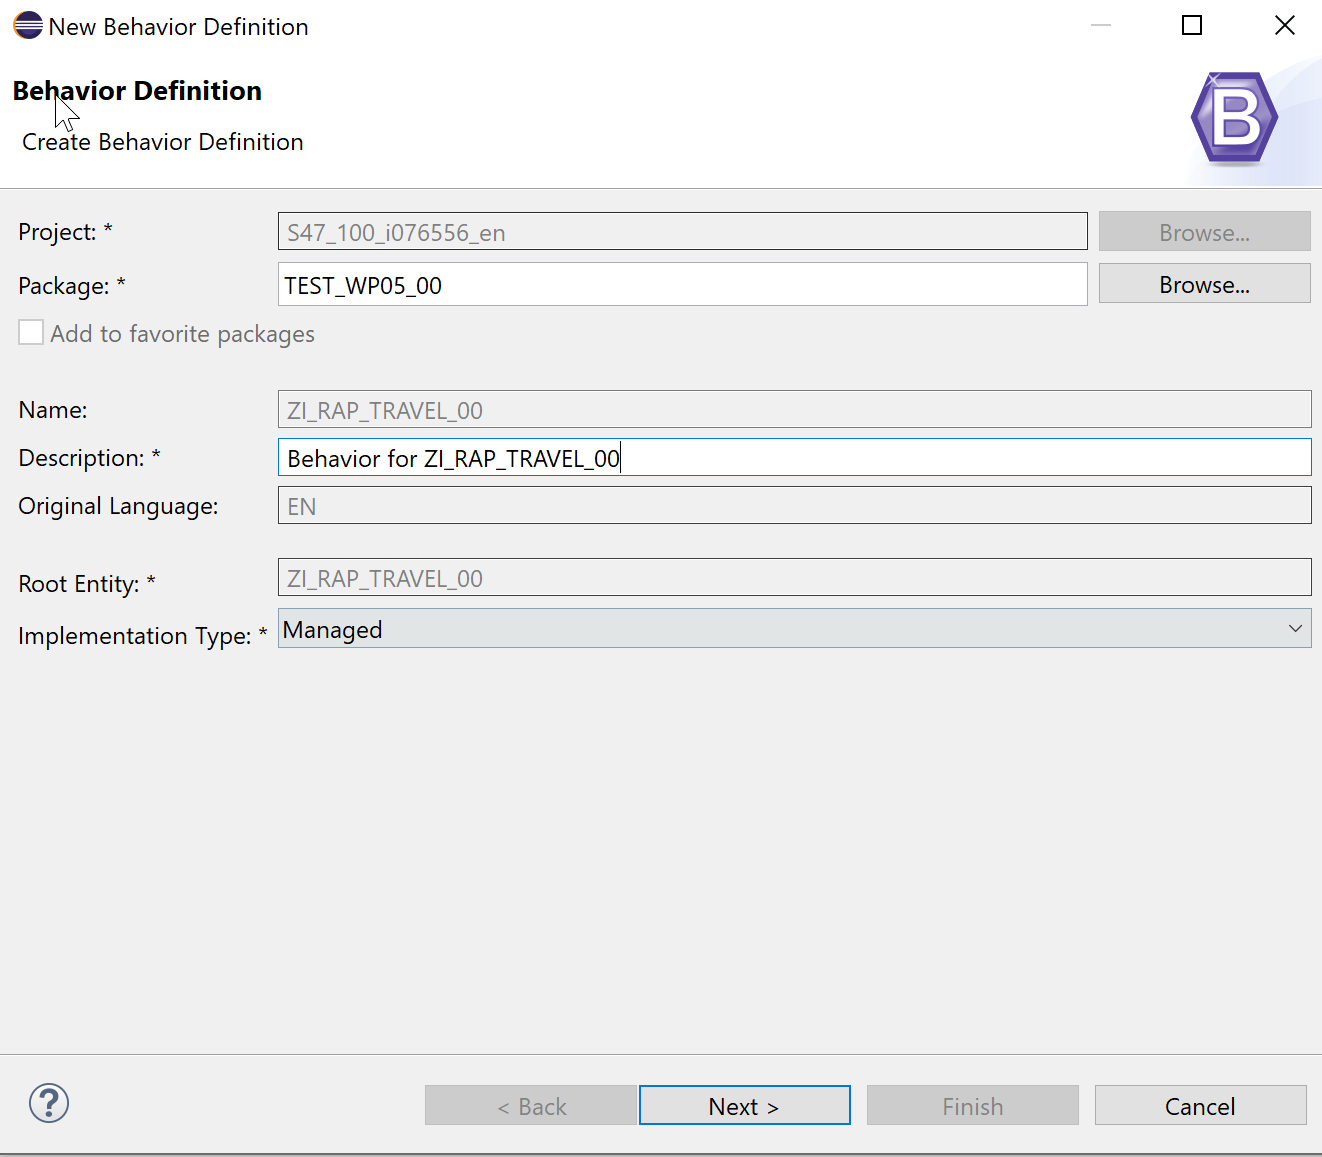 New Behavior Definition
Behavior Definition
Create Behavior Definition
B
Project: * S47_100_i076556_en Browse...
Package: * TEST_WP05_00 Browse...
Add to favorite packages
Name: ZI_RAP_TRAVEL_00
Description: * Behavior for ZI_RAP_TRAVEL_00
Original Language: EN
Root Entity: * ZI_RAP_TRAVEL_00
Implementation Type: * Managed
? < Back Next > Finish Cancel